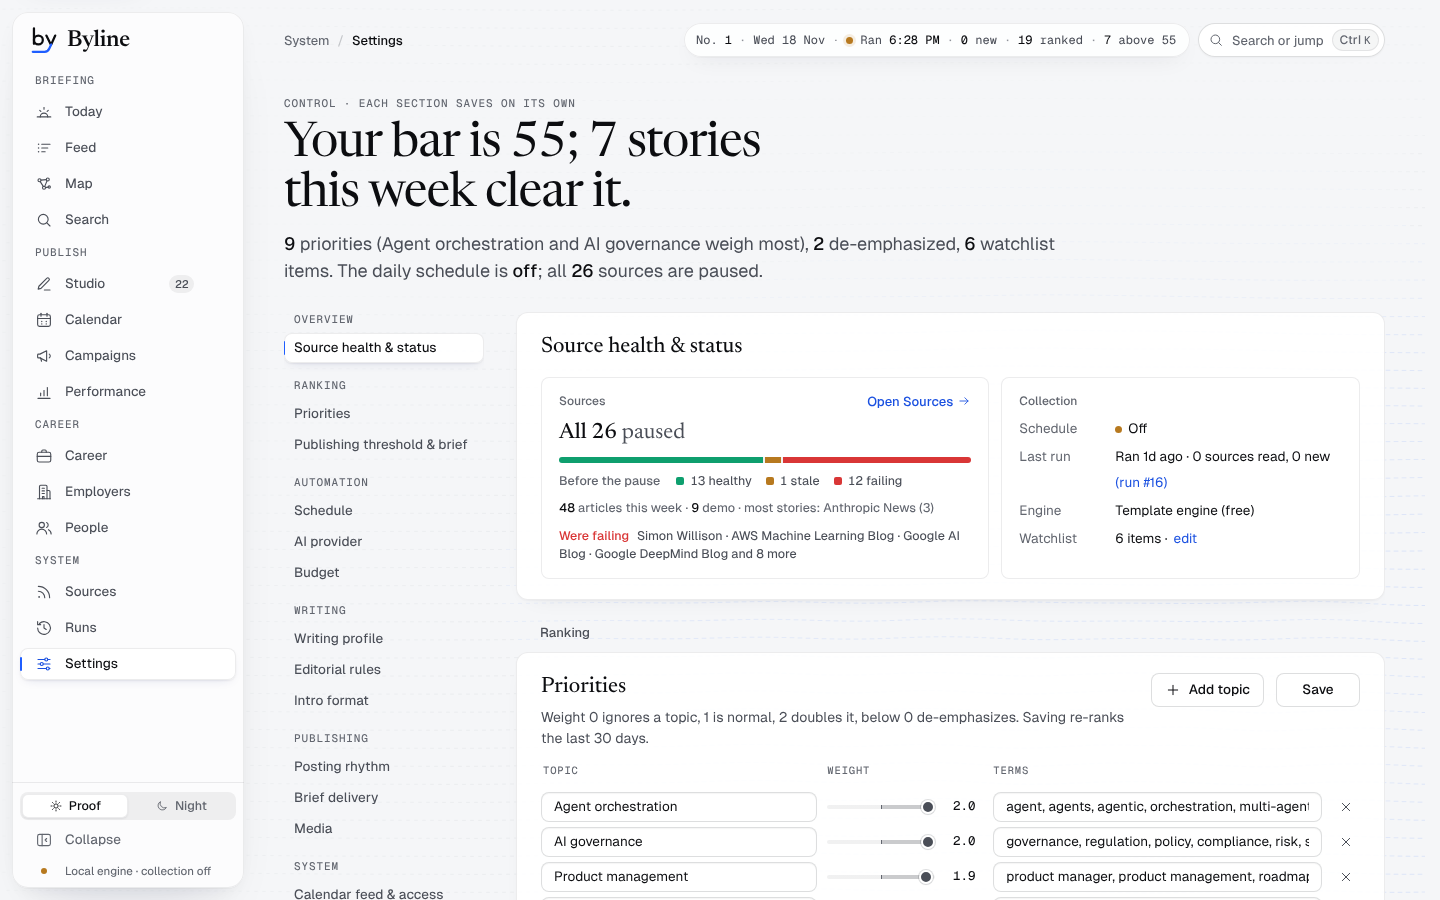 by Byline
BRIEFING
Today
Feed
Map
Search
PUBLISH
Studio 22
Calendar
Campaigns
Performance
CAREER
Career
Employers
People
SYSTEM
Sources
Runs
Settings
Proof Night
Collapse
Local engine · collection off
System / Settings
No. 1 · Wed 18 Nov · Ran 6:28 PM · 0 new · 19 ranked · 7 above 55
Search or jump Ctrl K
CONTROL · EACH SECTION SAVES ON ITS OWN
Your bar is 55; 7 stories
this week clear it.
9 priorities (Agent orchestration and AI governance weigh most), 2 de-emphasized, 6 watchlist
items. The daily schedule is off; all 26 sources are paused.
OVERVIEW
Source health & status
RANKING
Priorities
Publishing threshold & brief
AUTOMATION
Schedule
AI provider
Budget
WRITING
Writing profile
Editorial rules
Intro format
PUBLISHING
Posting rhythm
Brief delivery
Media
SYSTEM
Calendar feed & access
Source health & status
Sources Open Sources →
All 26 paused
Before the pause 13 healthy 1 stale 12 failing
48 articles this week · 9 demo · most stories: Anthropic News (3)
Were failing Simon Willison · AWS Machine Learning Blog · Google AI
Blog · Google DeepMind Blog and 8 more
Collection
Schedule Off
Last run Ran 1d ago · 0 sources read, 0 new
(run #16)
Engine Template engine (free)
Watchlist 6 items · edit
Ranking
Priorities
+ Add topic Save
Weight 0 ignores a topic, 1 is normal, 2 doubles it, below 0 de-emphasizes. Saving re-ranks
the last 30 days.
TOPIC WEIGHT TERMS
Agent orchestration 2.0 agent, agents, agentic, orchestration, multi-agent
AI governance 2.0 governance, regulation, policy, compliance, risk, s
Product management 1.9 product manager, product management, roadmap